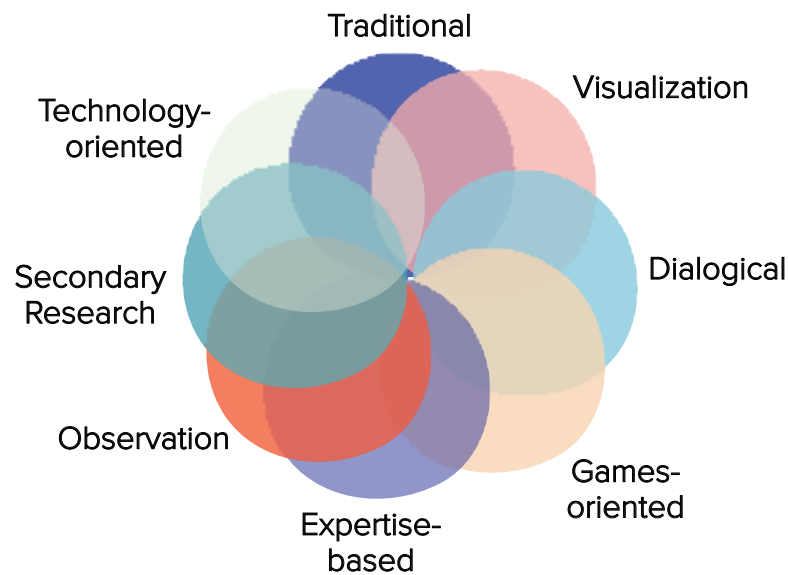 Traditional
Visualization
Technology-
oriented
Dialogical
Secondary
Research
Observation
Games-
oriented
Expertise-
based